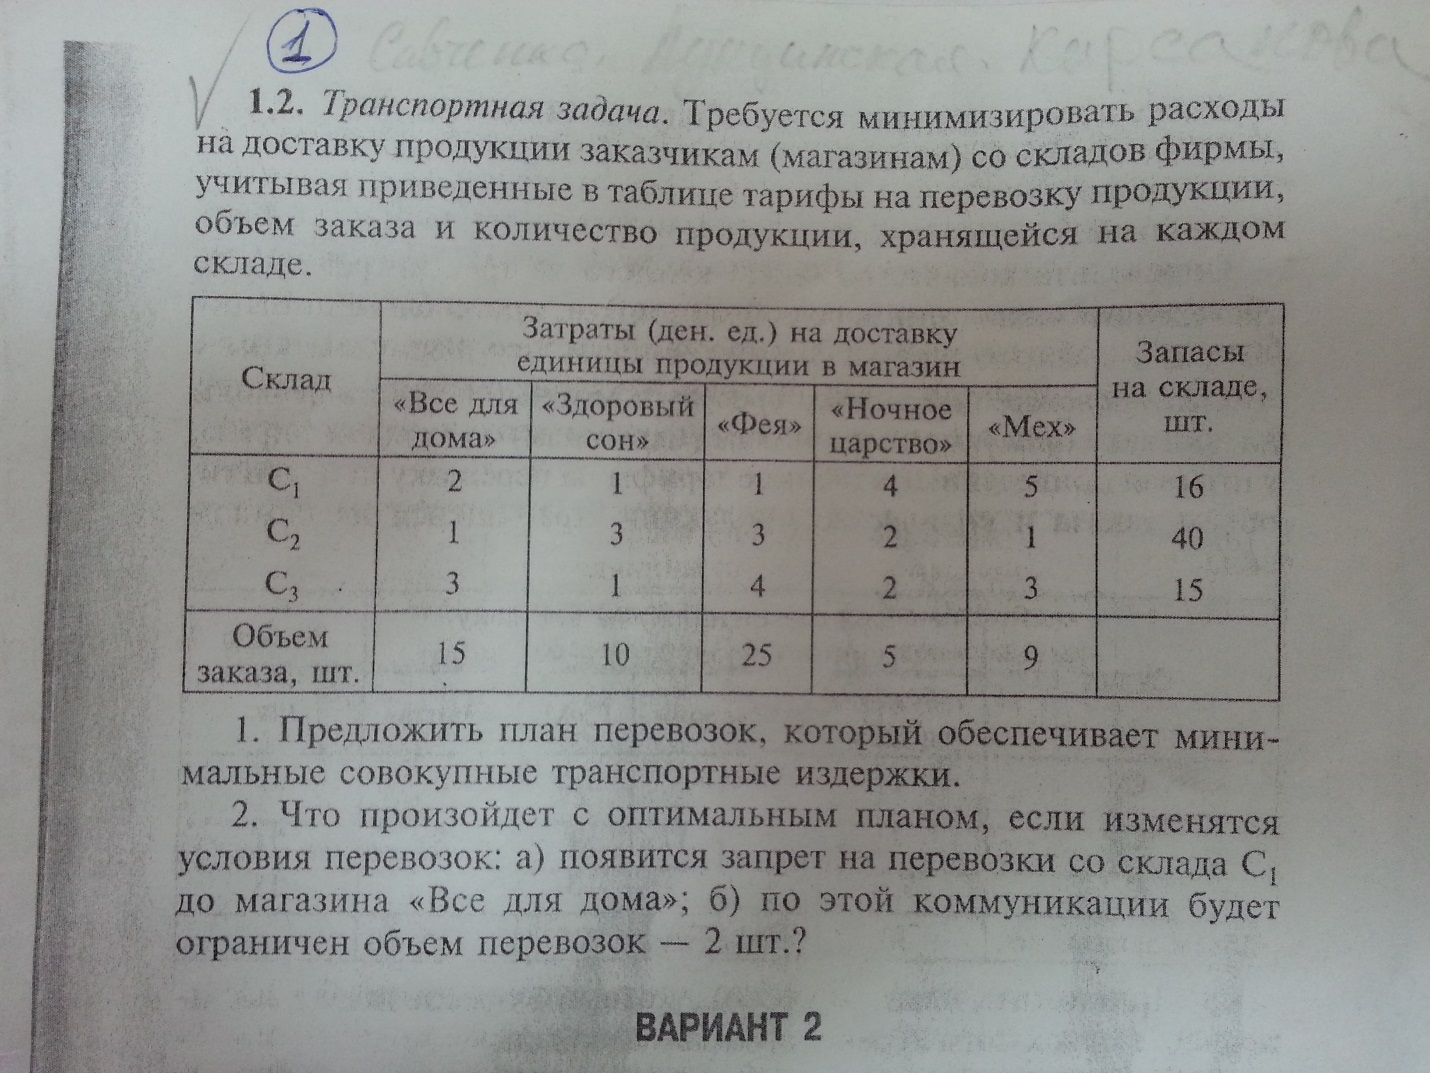 1
Савченко. Карсакова
1.2. Транспортная задача. Требуется минимизировать расходы
на доставку продукции заказчикам (магазинам) со складов фирмы,
учитывая приведенные в таблице тарифы на перевозку продукции,
объем заказа и количество продукции, хранящейся на каждом
складе.
Склад Затраты (ден. ед.) на доставку единицы продукции в магазин Запасы на складе, шт.
«Все для дома» «Здоровый сон» «Фея» «Ночное царство» «Мех»
С₁ 2 1 1 4 5 16
С₂ 1 3 3 2 1 40
С₃ 3 1 4 2 3 15
Объем заказа, шт. 15 10 25 5 9
1. Предложить план перевозок, который обеспечивает мини-
мальные совокупные транспортные издержки.
2. Что произойдет с оптимальным планом, если изменятся
условия перевозок: а) появится запрет на перевозки со склада С₁
до магазина «Все для дома»; б) по этой коммуникации будет
ограничен объем перевозок — 2 шт.?
ВАРИАНТ 2